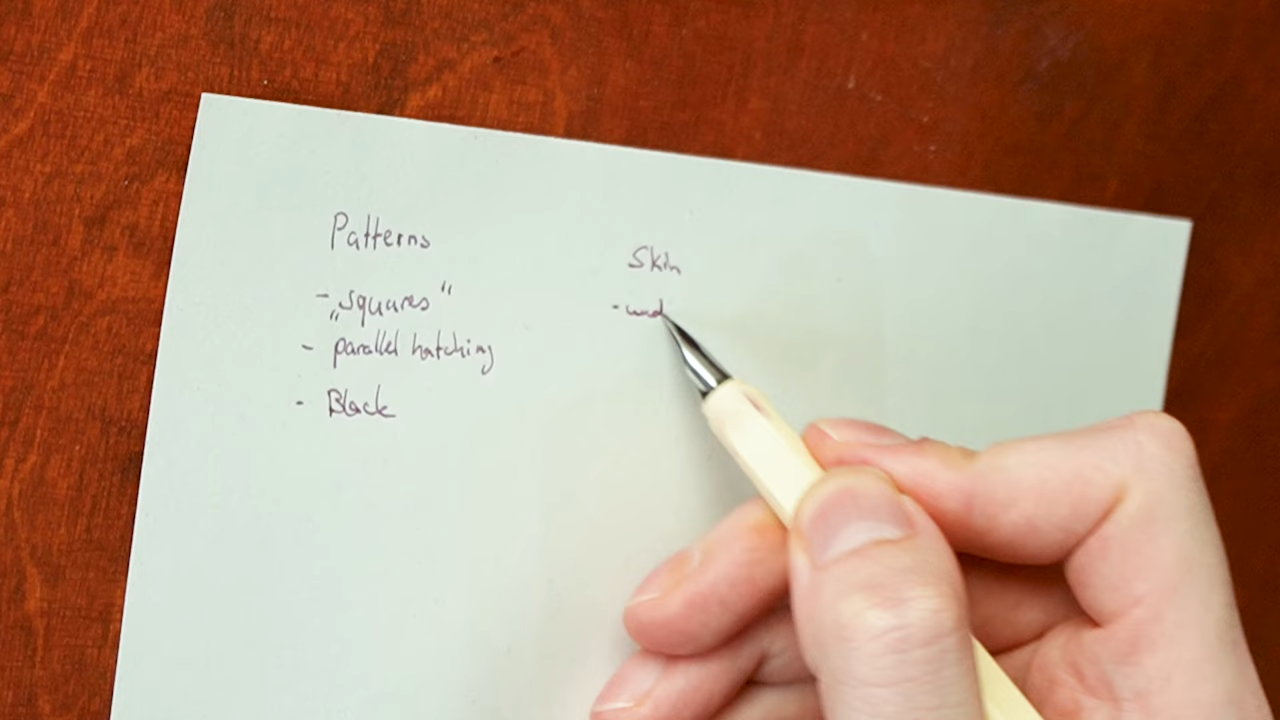 Patterns
- „squares“
- parallel hatching
- Black
Skin
-